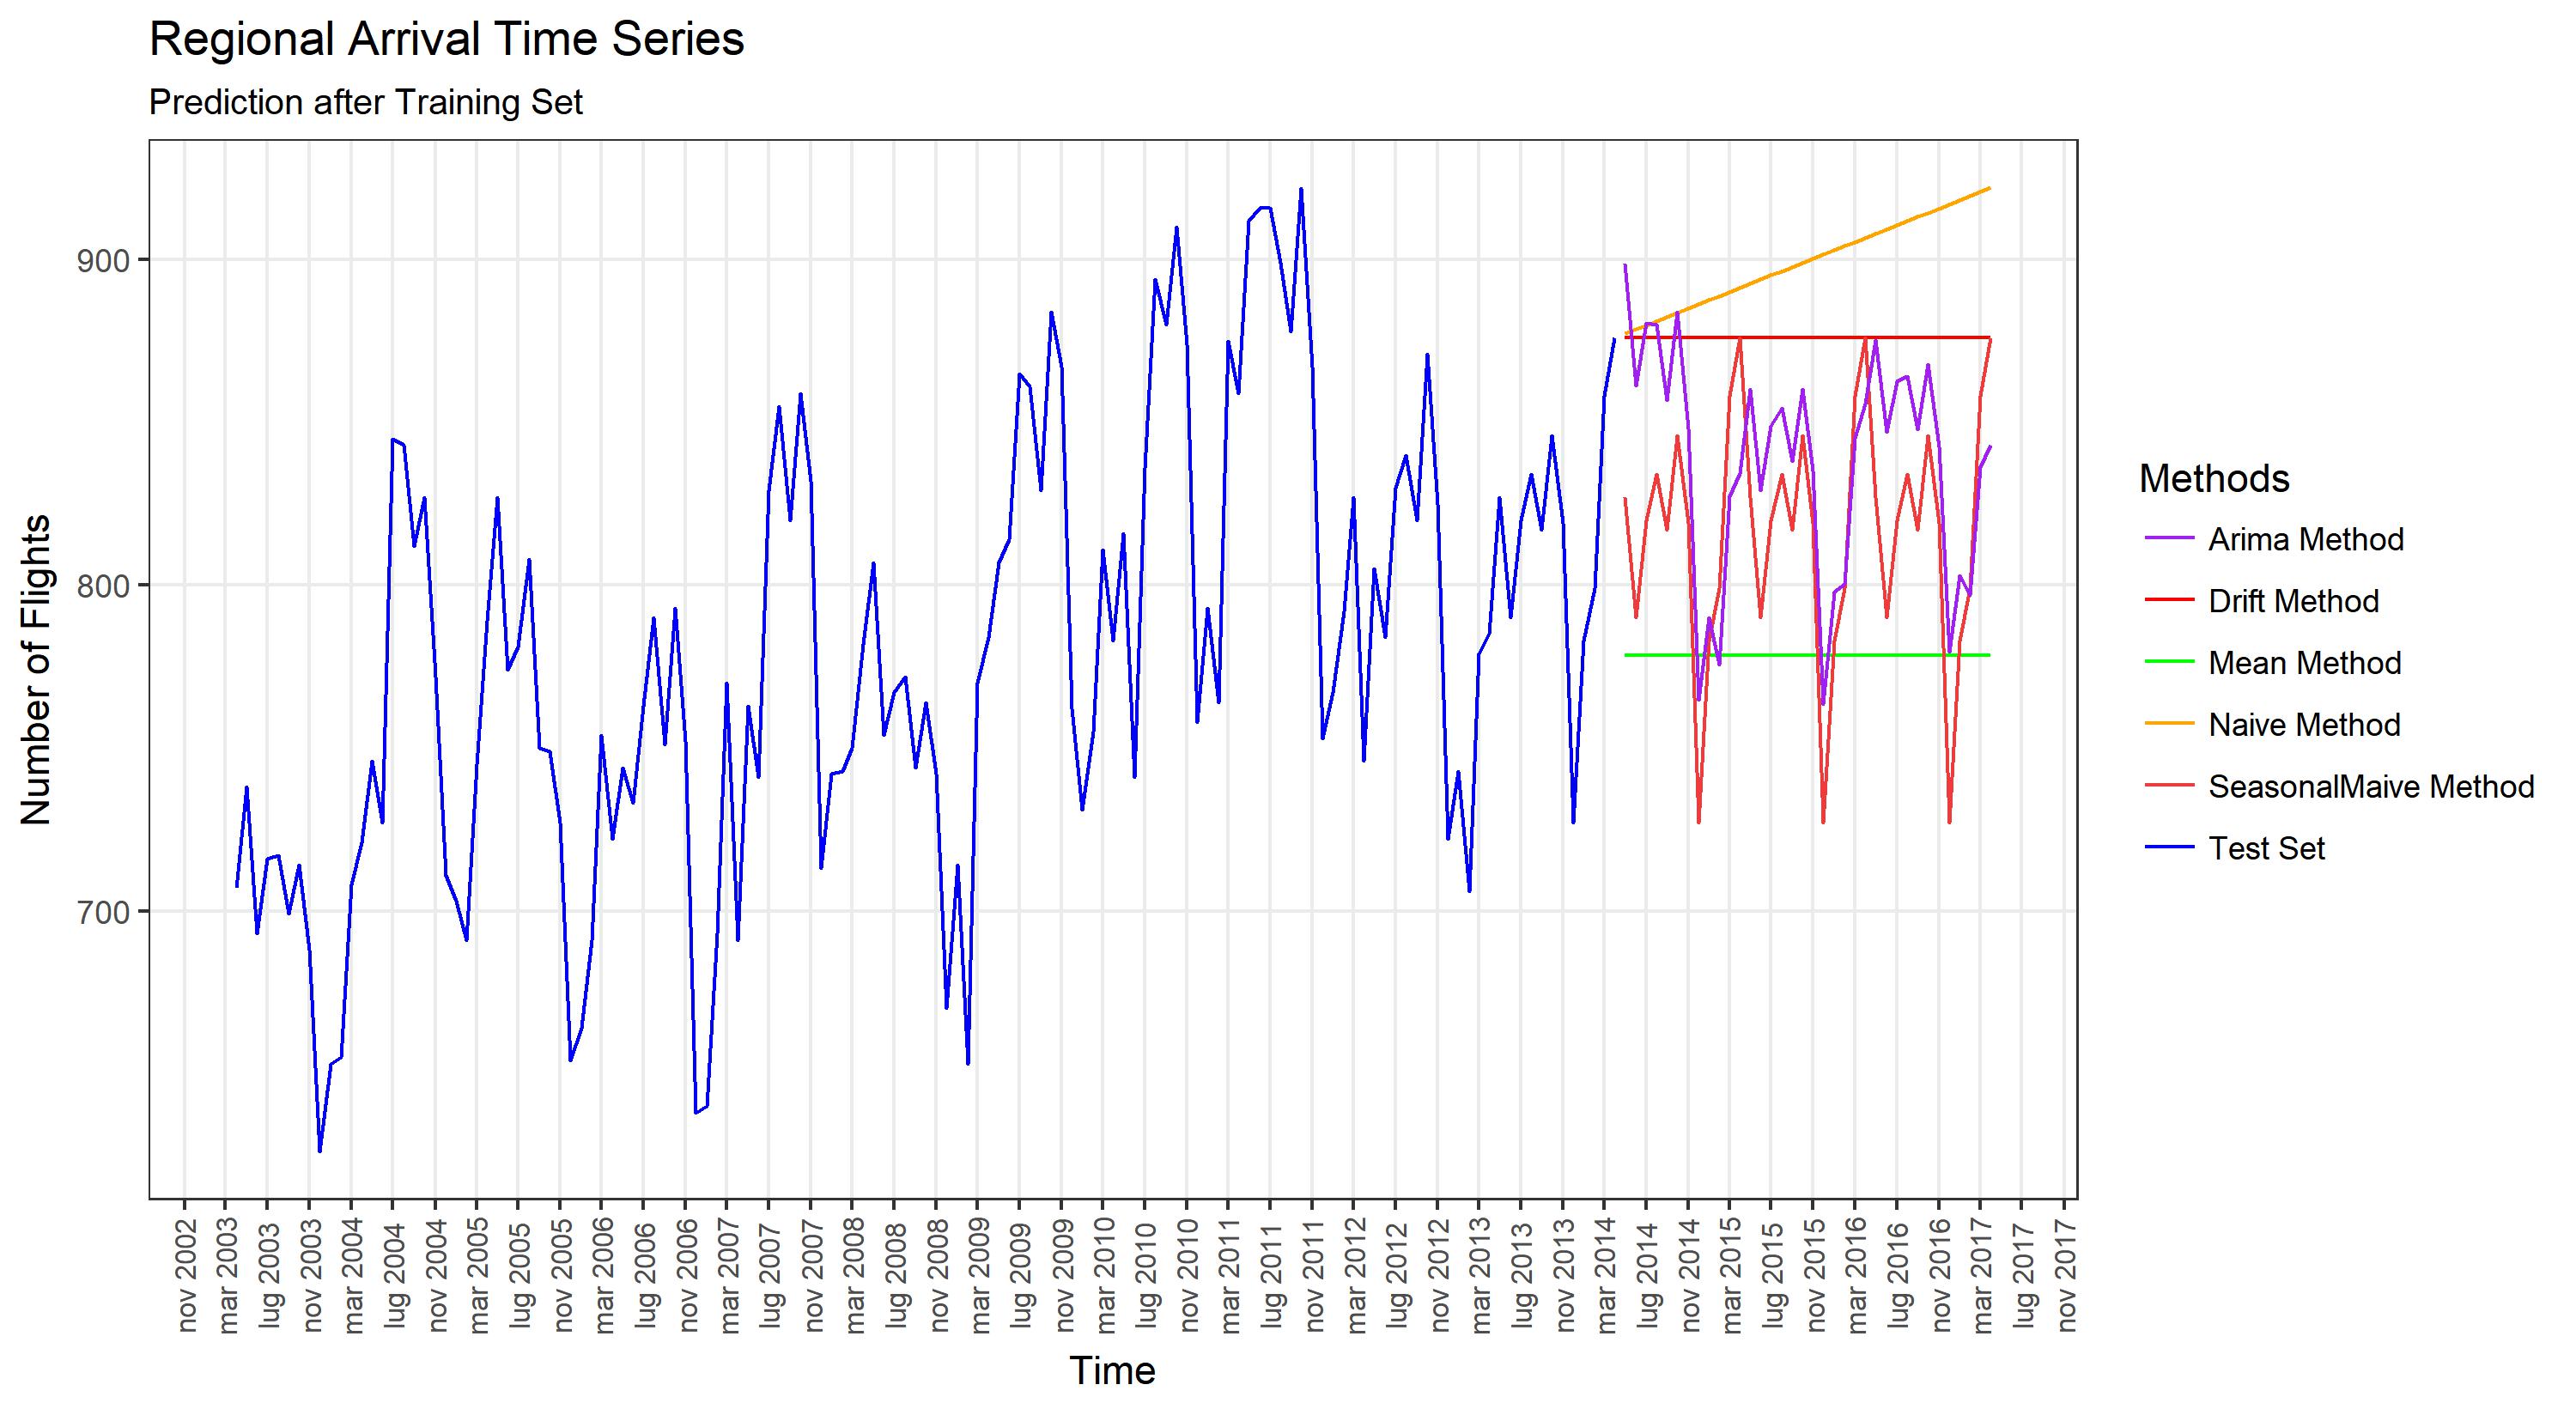 Regional Arrival Time Series
Prediction after Training Set
Number of Flights
900
800
700
nov 2002
mar 2003
lug 2003
nov 2003
mar 2004
lug 2004
nov 2004
mar 2005
lug 2005
nov 2005
mar 2006
lug 2006
nov 2006
mar 2007
lug 2007
nov 2007
mar 2008
lug 2008
nov 2008
mar 2009
lug 2009
nov 2009
mar 2010
lug 2010
nov 2010
mar 2011
lug 2011
nov 2011
mar 2012
lug 2012
nov 2012
mar 2013
lug 2013
nov 2013
mar 2014
lug 2014
nov 2014
mar 2015
lug 2015
nov 2015
mar 2016
lug 2016
nov 2016
mar 2017
lug 2017
nov 2017
Time
Methods
Arima Method
Drift Method
Mean Method
Naive Method
SeasonalMaive Method
Test Set